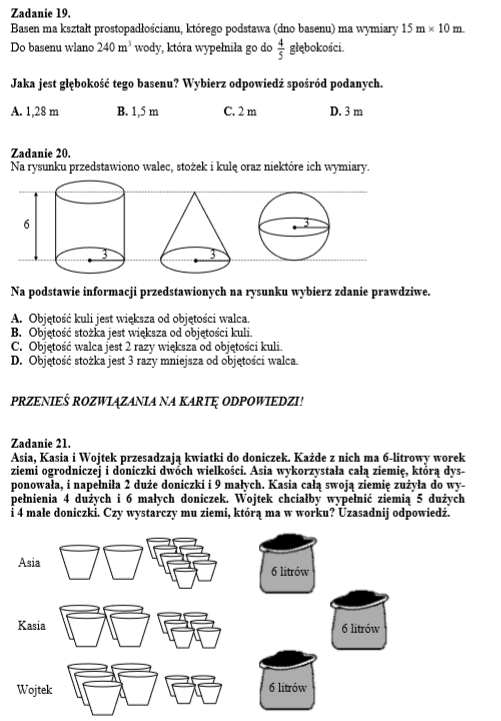 Zadanie 19.
Basen ma kształt prostopadłościanu, którego podstawa (dno basenu) ma wymiary 15 m × 10 m.
Do basenu wlano 240 m³ wody, która wypełniła go do 4/5 głębokości.
Jaka jest głębokość tego basenu? Wybierz odpowiedź spośród podanych.
A. 1,28 m B. 1,5 m C. 2 m D. 3 m
Zadanie 20.
Na rysunku przedstawiono walec, stożek i kulę oraz niektóre ich wymiary.
6 3 3 3
Na podstawie informacji przedstawionych na rysunku wybierz zdanie prawdziwe.
A. Objętość kuli jest większa od objętości walca.
B. Objętość stożka jest większa od objętości kuli.
C. Objętość walca jest 2 razy większa od objętości kuli.
D. Objętość stożka jest 3 razy mniejsza od objętości walca.
PRZENIEŚ ROZWIĄZANIA NA KARTĘ ODPOWIEDZI!
Zadanie 21.
Asia, Kasia i Wojtek przesadzają kwiatki do doniczek. Każde z nich ma 6-litrowy worek
ziemi ogrodniczej i doniczki dwóch wielkości. Asia wykorzystała całą ziemię, którą dys-
ponowała, i napełniła 2 duże doniczki i 9 małych. Kasia całą swoją ziemię zużyła do wy-
pełnienia 4 dużych i 6 małych doniczek. Wojtek chciałby wypełnić ziemią 5 dużych
i 4 małe doniczki. Czy wystarczy mu ziemi, którą ma w worku? Uzasadnij odpowiedź.
Asia 6 litrów
Kasia 6 litrów
Wojtek 6 litrów